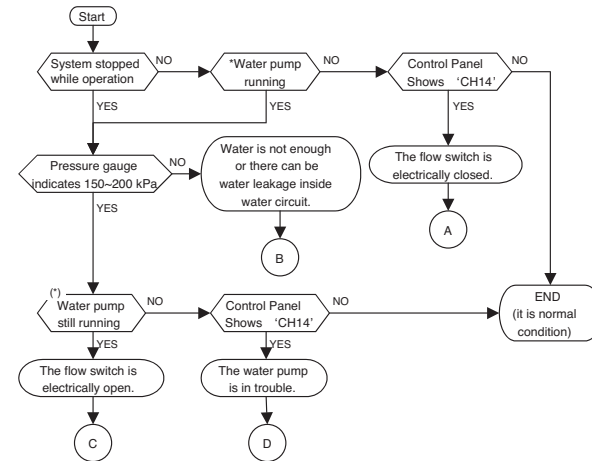 Start
System stopped
while operation
NO
*Water pump
running
NO
Control Panel
Shows 'CH14'
NO
YES
YES
YES
Pressure gauge
indicates 150~200 kPa
NO
Water is not enough
or there can be
water leakage inside
water circuit.
The flow switch is
electrically closed.
YES
B
A
(*)
Water pump
still running
NO
Control Panel
Shows 'CH14'
NO
END
(it is normal
condition)
YES
YES
The flow switch is
electrically open.
The water pump
is in trouble.
C
D